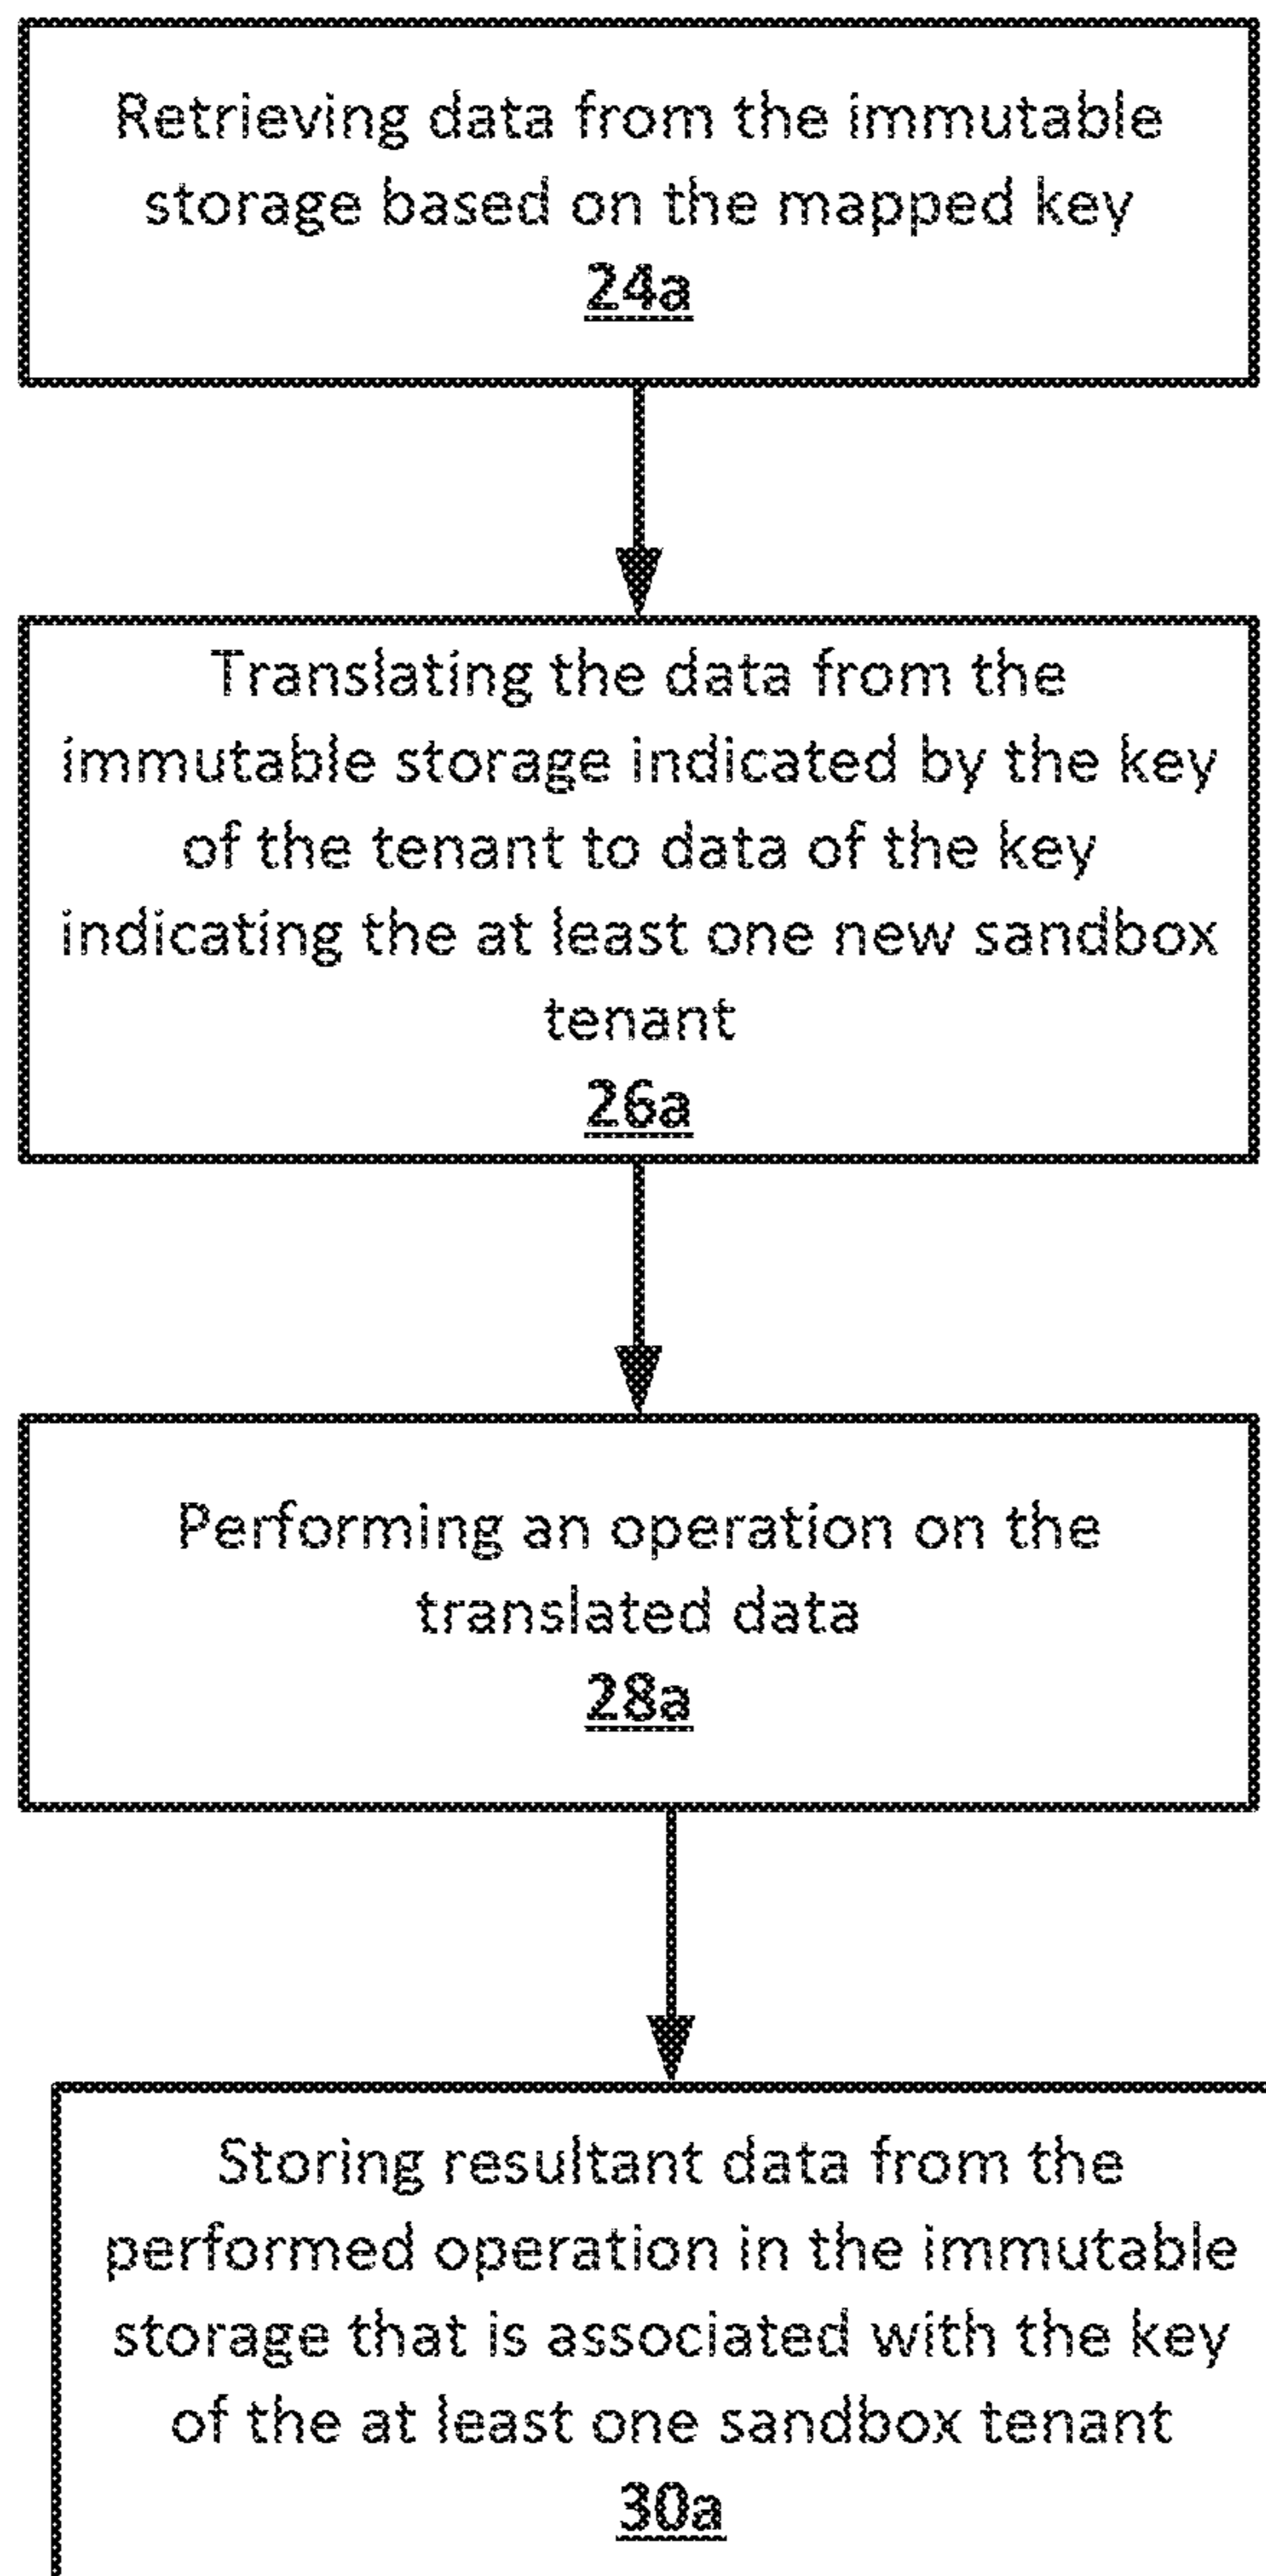 Retrieving data from the immutable
storage based on the mapped key
24a
Translating the data from the
immutable storage indicated by the key
of the tenant to data of the key
indicating the at least one new sandbox
tenant
26a
Performing an operation on the
translated data
28a
Storing resultant data from the
performed operation in the immutable
storage that is associated with the key
of the at least one sandbox tenant
30a